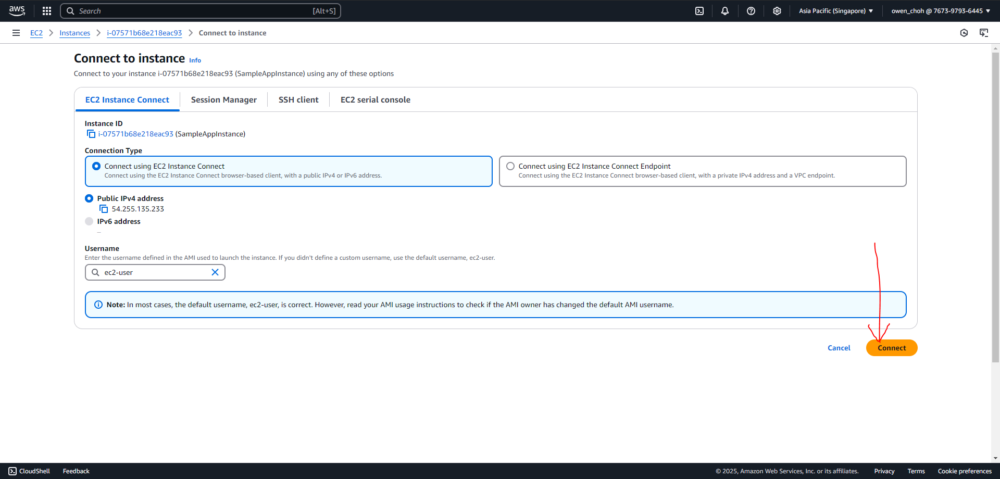 aws Search [Alt+S] Asia Pacific (Singapore) owen_choh @ 7673-9793-6445
EC2 Instances i-07571b68e218eac93 Connect to instance
Connect to instance Info
Connect to your instance i-07571b68e218eac93 (SampleAppInstance) using any of these options
EC2 Instance Connect Session Manager SSH client EC2 serial console
Instance ID
i-07571b68e218eac93 (SampleAppInstance)
Connection Type
Connect using EC2 Instance Connect
Connect using the EC2 Instance Connect browser-based client, with a public IPv4 or IPv6 address.
Connect using EC2 Instance Connect Endpoint
Connect using the EC2 Instance Connect browser-based client, with a private IPv4 address and a VPC endpoint.
Public IPv4 address
54.255.135.233
IPv6 address
–
Username
Enter the username defined in the AMI used to launch the instance. If you didn't define a custom username, use the default username, ec2-user.
ec2-user
Note: In most cases, the default username, ec2-user, is correct. However, read your AMI usage instructions to check if the AMI owner has changed the default AMI username.
Cancel Connect
CloudShell Feedback © 2025, Amazon Web Services, Inc. or its affiliates. Privacy Terms Cookie preferences